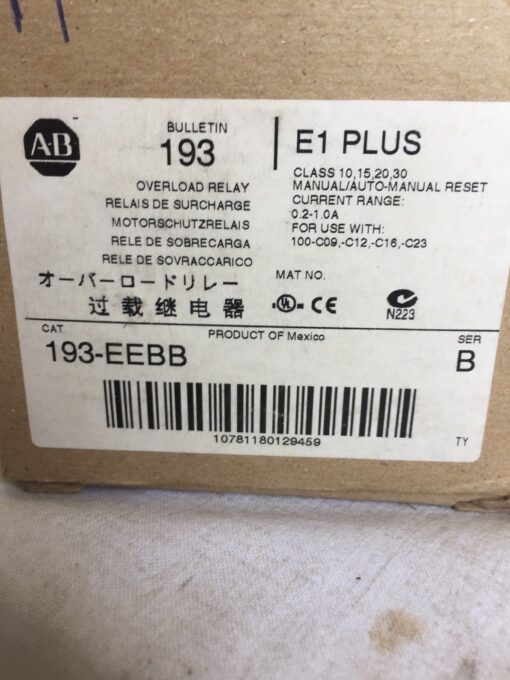 A-B
BULLETIN
193
E1 PLUS
OVERLOAD RELAY
RELAIS DE SURCHARGE
MOTORSCHUTZRELAIS
RELE DE SOBRECARGA
RELE DE SOVRACCARICO
オーバーロードリレー
过载继电器
CLASS 10,15,20,30
MANUAL/AUTO-MANUAL RESET
CURRENT RANGE:
0.2-1.0A
FOR USE WITH:
100-C09,-C12,-C16,-C23
MAT NO.
UL CE N223
PRODUCT OF Mexico
CAT
193-EEBB
SER
B
10781180129459
TY